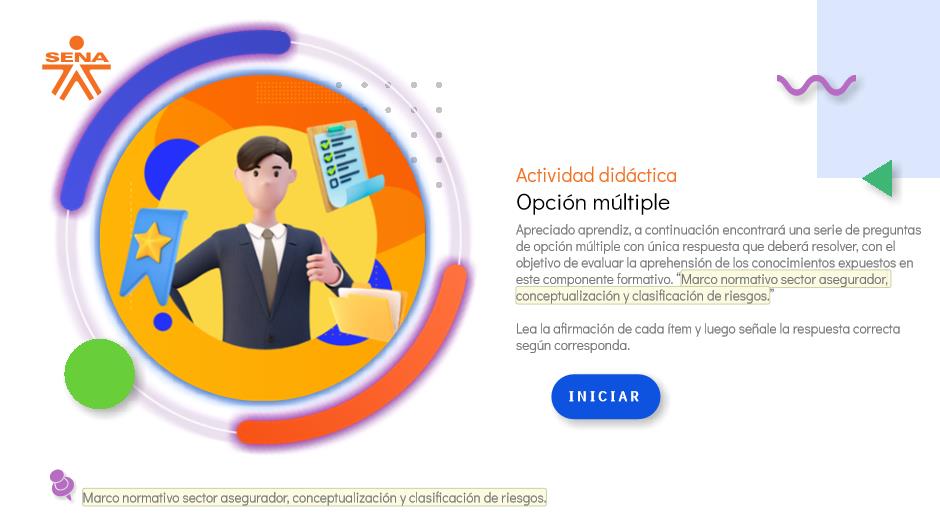 SENA
Actividad didáctica
Opción múltiple
Apreciado aprendiz, a continuación encontrará una serie de preguntas
de opción múltiple con única respuesta que deberá resolver, con el
objetivo de evaluar la aprehensión de los conocimientos expuestos en
este componente formativo. “Marco normativo sector asegurador,
conceptualización y clasificación de riesgos.”
Lea la afirmación de cada ítem y luego señale la respuesta correcta
según corresponda.
INICIAR
Marco normativo sector asegurador, conceptualización y clasificación de riesgos.